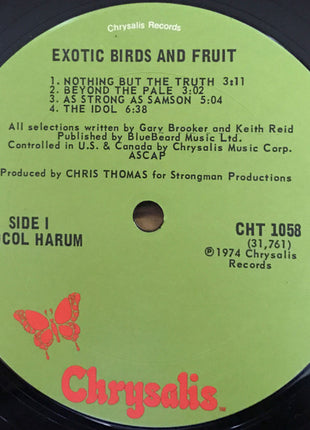 Chrysalis Records
EXOTIC BIRDS AND FRUIT
1. NOTHING BUT THE TRUTH 3:11
2. BEYOND THE PALE 3:02
3. AS STRONG AS SAMSON 5:04
4. THE IDOL 6:38
All selections written by Gary Brooker and Keith Reid
Published by BlueBeard Music Ltd.
Controlled in U.S. & Canada by Chrysalis Music Corp.
ASCAP
Produced by CHRIS THOMAS for Strongman Productions
SIDE I
OCOL HARUM
CHT 1058
(31,761)
℗1974 Chrysalis
Records
Chrysalis™